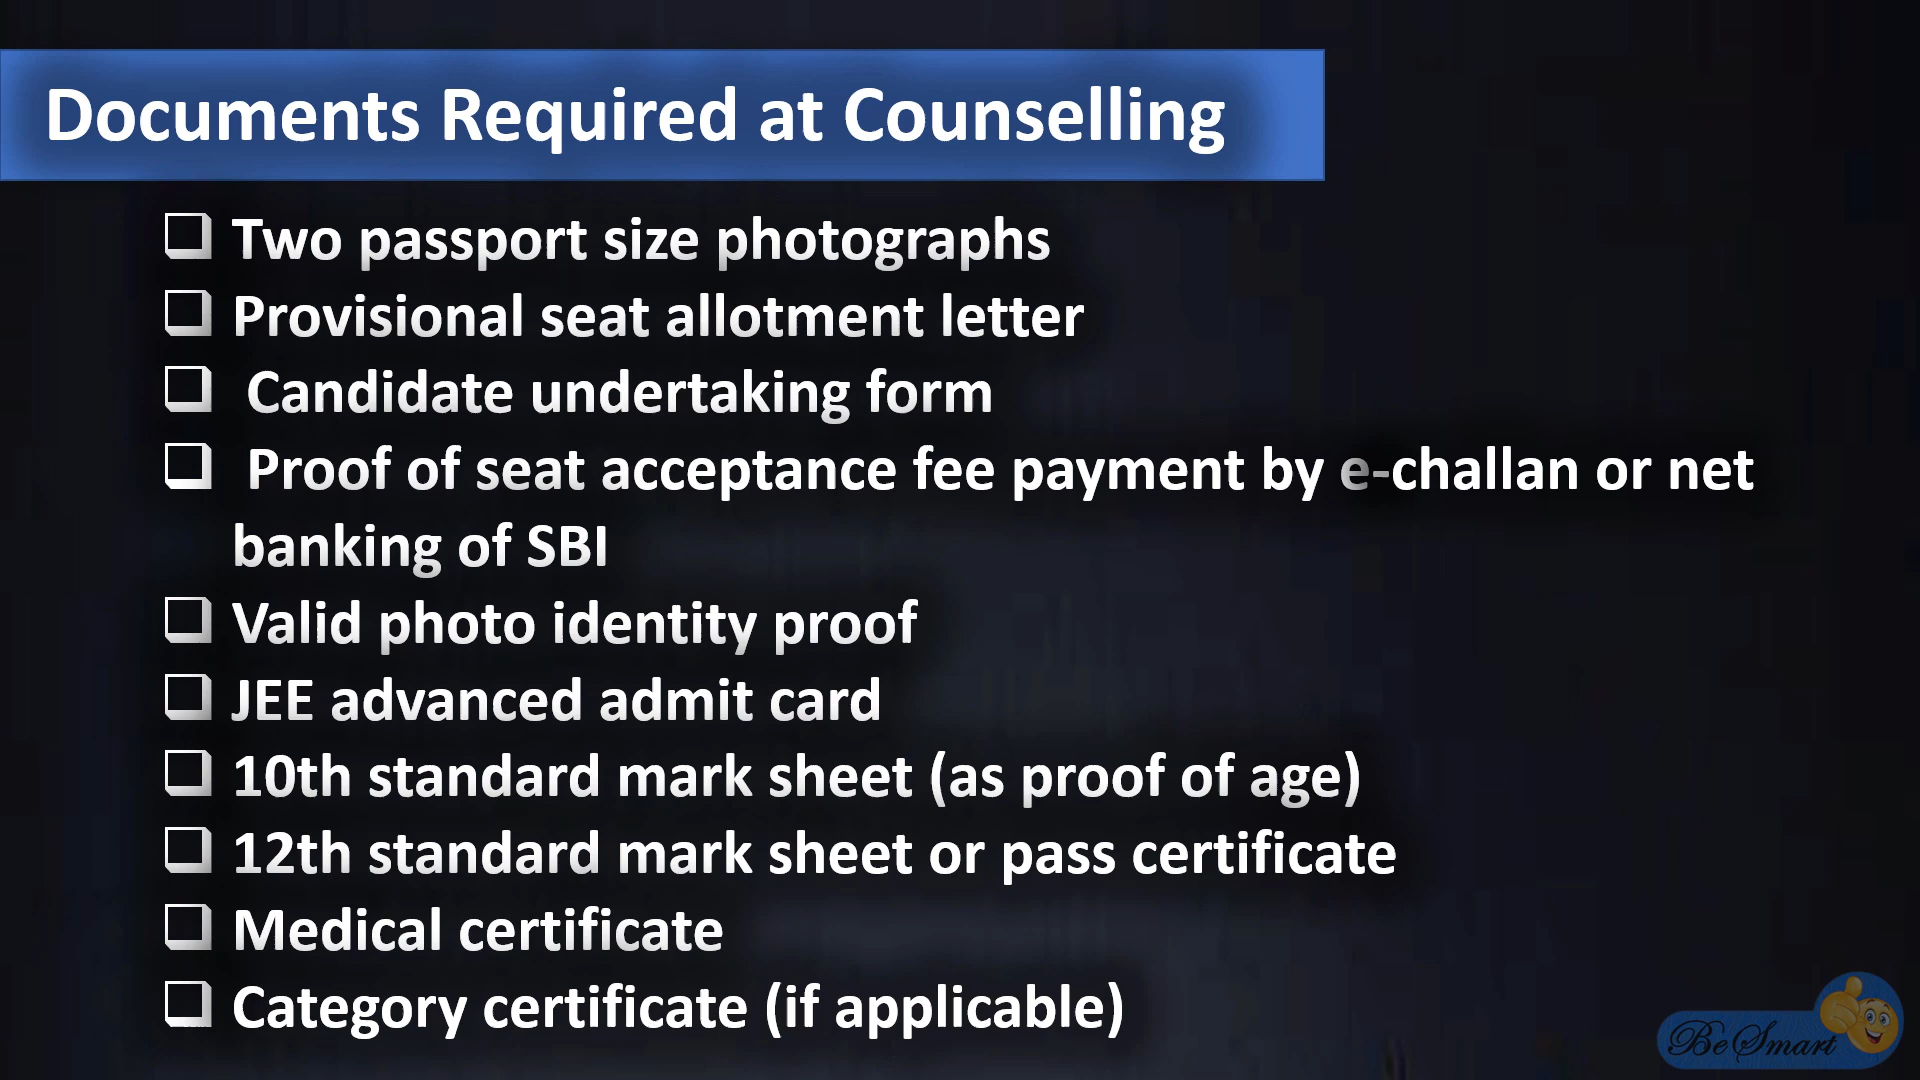 Documents Required at Counselling
Two passport size photographs
Provisional seat allotment letter
Candidate undertaking form
Proof of seat acceptance fee payment by e-challan or net
banking of SBI
Valid photo identity proof
JEE advanced admit card
10th standard mark sheet (as proof of age)
12th standard mark sheet or pass certificate
Medical certificate
Category certificate (if applicable)
Be Smart